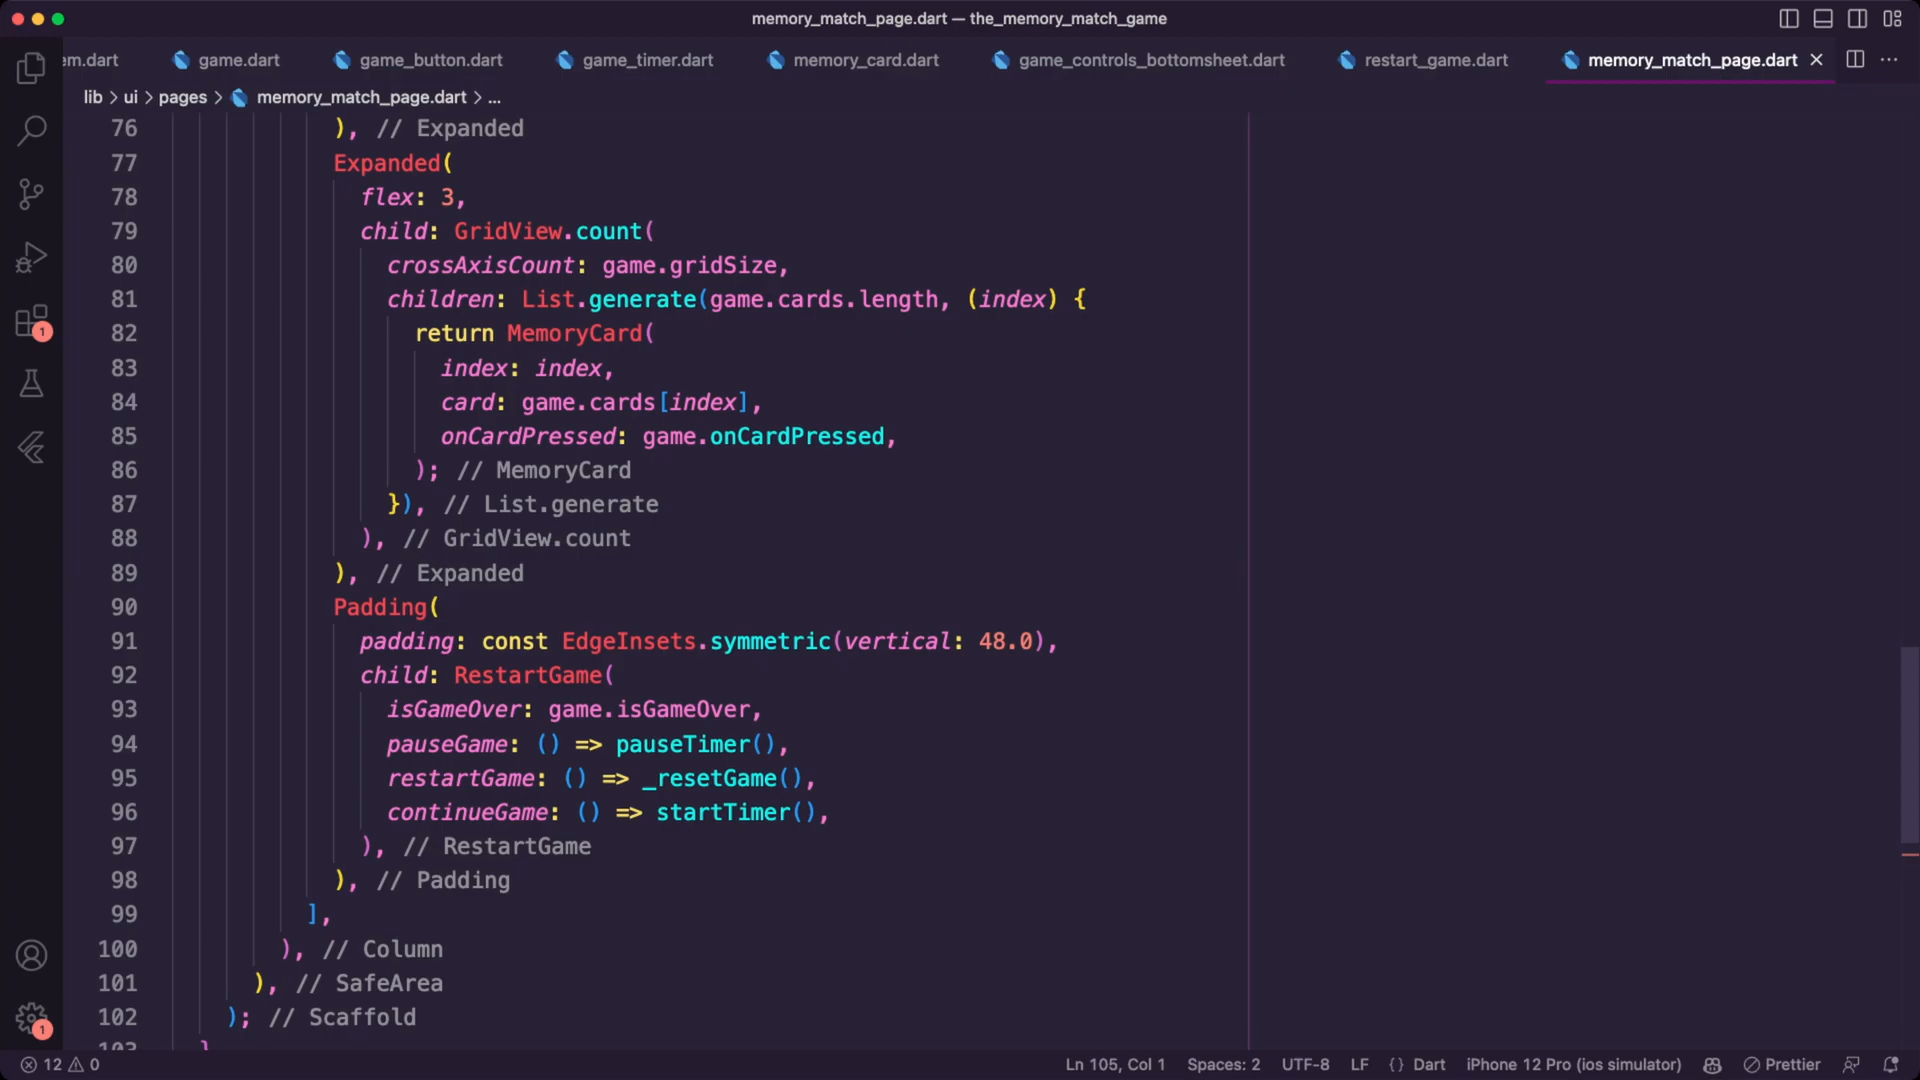 memory_match_page.dart — the_memory_match_game
em.dart game.dart game_button.dart game_timer.dart memory_card.dart game_controls_bottomsheet.dart restart_game.dart memory_match_page.dart
lib > ui > pages > memory_match_page.dart > ...
76 ), // Expanded
77 Expanded(
78 flex: 3,
79 child: GridView.count(
80 crossAxisCount: game.gridSize,
81 children: List.generate(game.cards.length, (index) {
82 return MemoryCard(
83 index: index,
84 card: game.cards[index],
85 onCardPressed: game.onCardPressed,
86 ); // MemoryCard
87 }), // List.generate
88 ), // GridView.count
89 ), // Expanded
90 Padding(
91 padding: const EdgeInsets.symmetric(vertical: 48.0),
92 child: RestartGame(
93 isGameOver: game.isGameOver,
94 pauseGame: () => pauseTimer(),
95 restartGame: () => _resetGame(),
96 continueGame: () => startTimer(),
97 ), // RestartGame
98 ), // Padding
99 ],
100 ), // Column
101 ), // SafeArea
102 ); // Scaffold
103 }
1
1
12 0 Ln 105, Col 1 Spaces: 2 UTF-8 LF {} Dart iPhone 12 Pro (ios simulator) Prettier